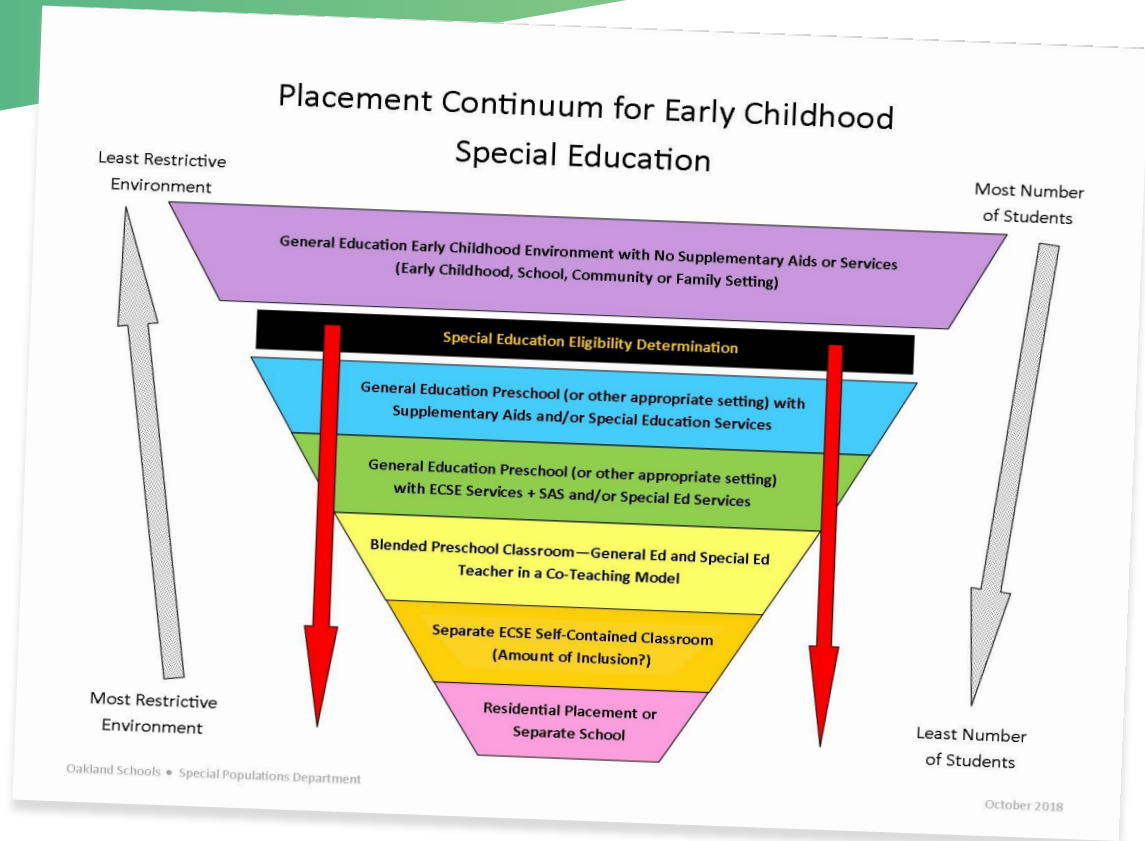 Placement Continuum for Early Childhood
Special Education
Least Restrictive
Environment
Most Number
of Students
General Education Early Childhood Environment with No Supplementary Aids or Services
(Early Childhood, School, Community or Family Setting)
Special Education Eligibility Determination
General Education Preschool (or other appropriate setting) with
Supplementary Aids and/or Special Education Services
General Education Preschool (or other appropriate setting)
with ECSE Services + SAS and/or Special Ed Services
Blended Preschool Classroom—General Ed and Special Ed
Teacher in a Co-Teaching Model
Separate ECSE Self-Contained Classroom
(Amount of Inclusion?)
Residential Placement or
Separate School
Most Restrictive
Environment
Least Number
of Students
Oakland Schools • Special Populations Department
October 2018